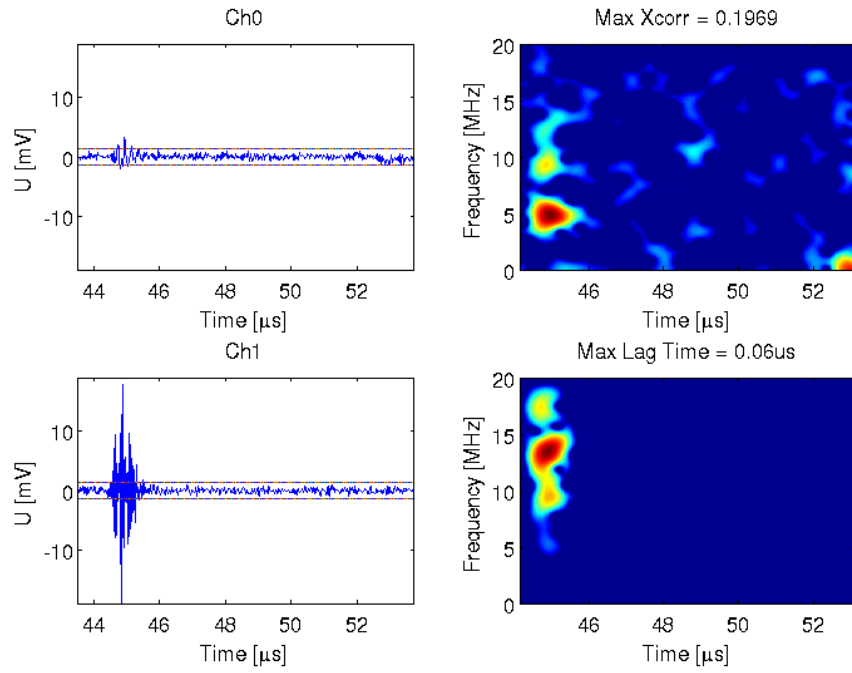 Ch0
U [mV]
10
0
-10
44 46 48 50 52
Time [μs]
Max Xcorr = 0.1969
Frequency [MHz]
20
15
10
5
0
46 48 50 52
Time [μs]
Ch1
U [mV]
10
0
-10
44 46 48 50 52
Time [μs]
Max Lag Time = 0.06us
Frequency [MHz]
20
15
10
5
0
46 48 50 52
Time [μs]